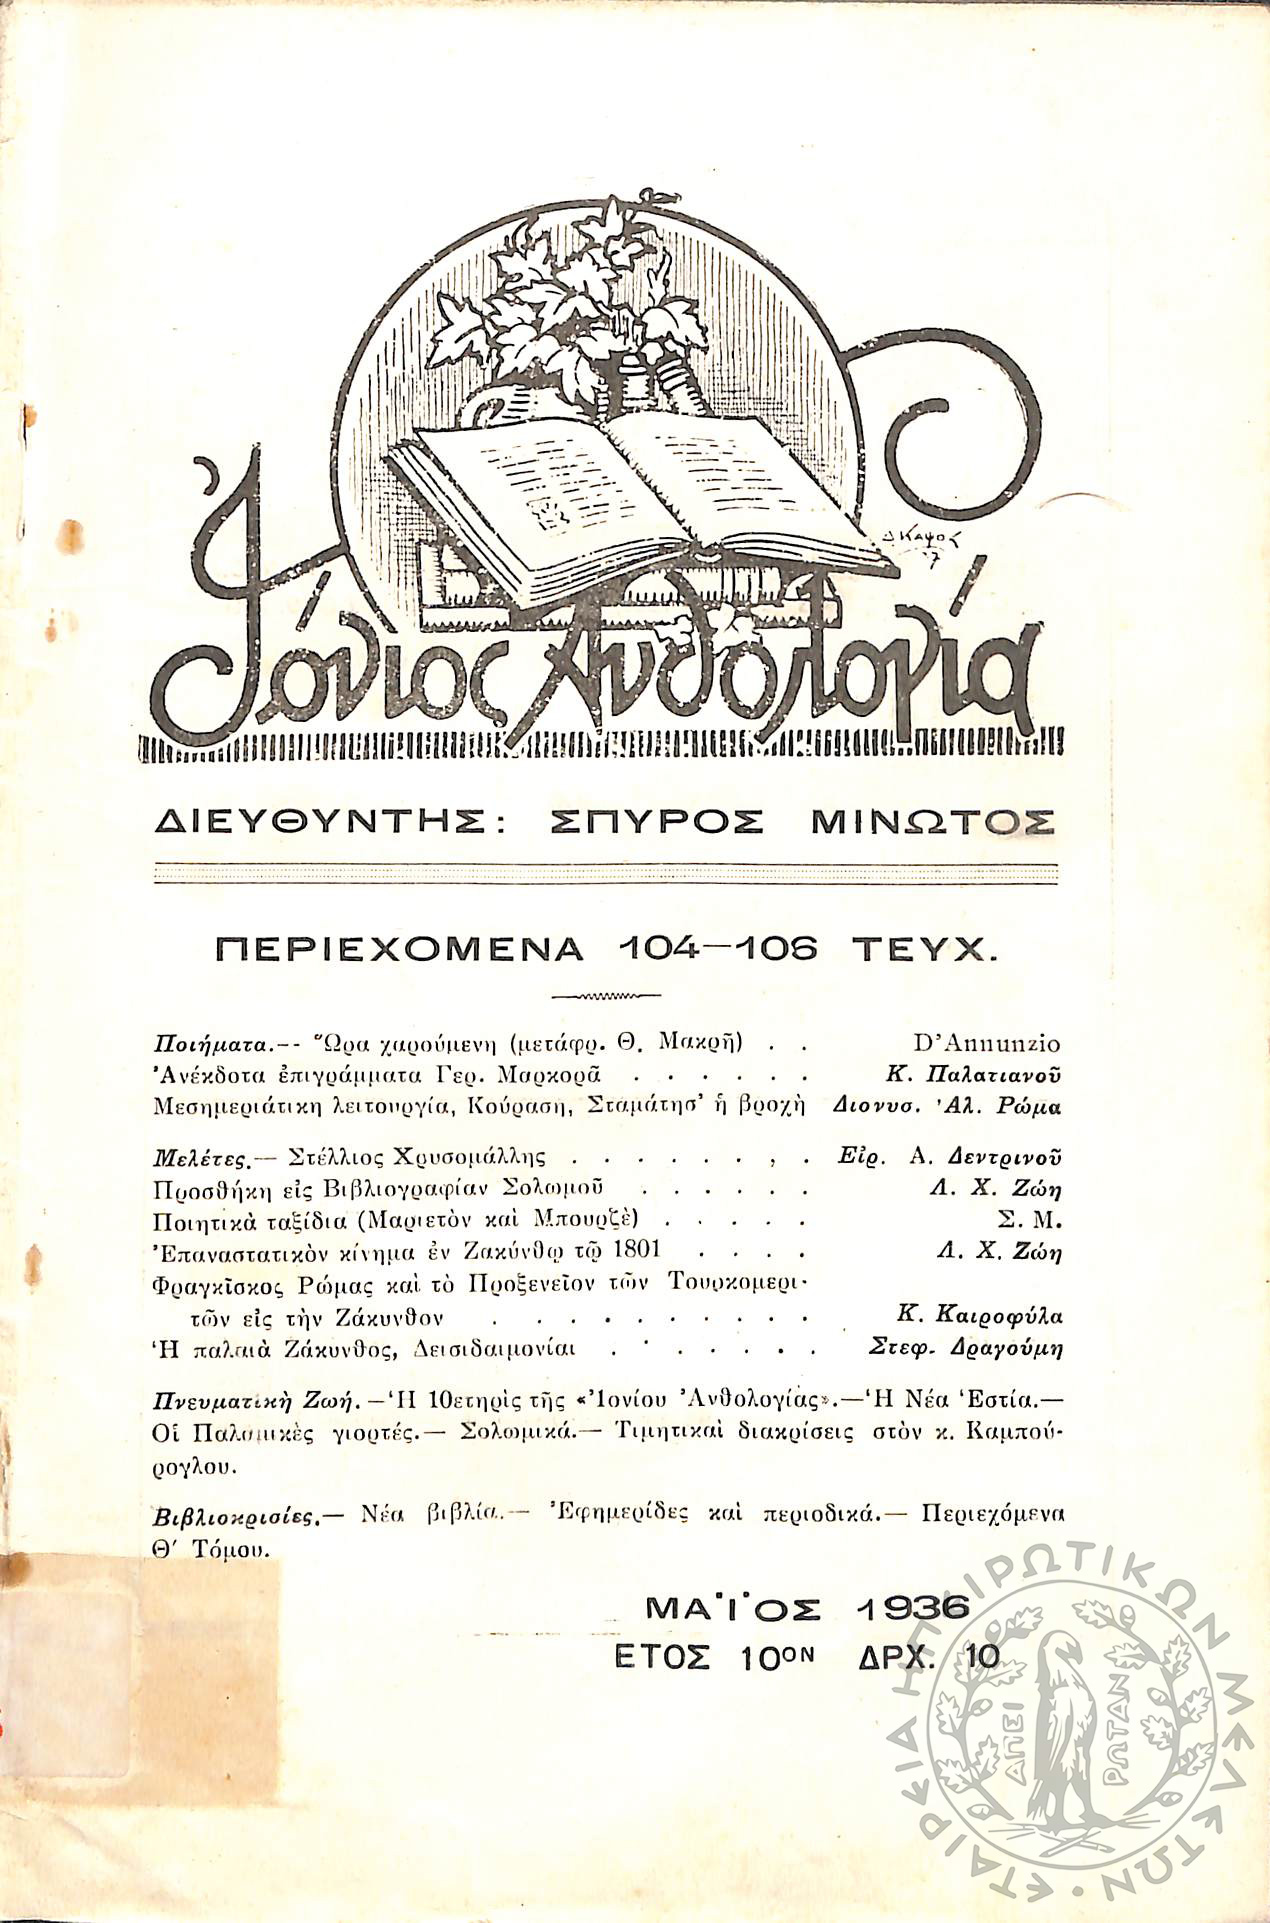 Ἰόνιος Ἀνθολογία
Δ ΚΑΨΟΣ
ΔΙΕΥΘΥΝΤΗΣ: ΣΠΥΡΟΣ ΜΙΝΩΤΟΣ
ΠΕΡΙΕΧΟΜΕΝΑ 104—106 ΤΕΥΧ.
Ποιήματα.-- Ὥρα χαρούμενη (μετάφρ. Θ. Μακρῆ) . . D'Annunzio
Ἀνέκδοτα ἐπιγράμματα Γερ. Μαρκορᾶ . . . . . . Κ. Παλατιανοῦ
Μεσημεριάτικη λειτουργία, Κούραση, Σταμάτησ' ἡ βροχὴ Διονυσ. Ἀλ. Ρώμα
Μελέτες.— Στέλλιος Χρυσομάλλης . . . . . . . , . Εἰρ. Α. Δεντρινοῦ
Προσθήκη εἰς Βιβλιογραφίαν Σολωμοῦ . . . . . . Λ. Χ. Ζώη
Ποιητικὰ ταξίδια (Μαριετὸν καὶ Μπουρζὲ) . . . . . Σ. Μ.
Ἐπαναστατικὸν κίνημα ἐν Ζακύνθῳ τῷ 1801 . . . . Λ. Χ. Ζώη
Φραγκῖσκος Ρώμας καὶ τὸ Προξενεῖον τῶν Τουρκομερι-
τῶν εἰς τὴν Ζάκυνθον . . . . . . . . . Κ. Καιροφύλα
Ἡ παλαιὰ Ζάκυνθος, Δεισιδαιμονίαι . . . . . . . Στεφ. Δραγούμη
Πνευματικὴ Ζωή.—Ἡ 10ετηρὶς τῆς «Ἰονίου Ἀνθολογίας».—Ἡ Νέα Ἑστία.—
Οἱ Παλαμικὲς γιορτές.— Σολωμικά.— Τιμητικαὶ διακρίσεις στὸν κ. Καμπού-
ρογλου.
Βιβλιοκρισίες.— Νέα βιβλία.— Ἐφημερίδες καὶ περιοδικά.— Περιεχόμενα
Θ′ Τόμου.
ΜΑΪΟΣ 1936
ΕΤΟΣ 10ΟΝ ΔΡΧ. 10
ΕΤΑΙΡΕΙΑ ΗΠΕΙΡΩΤΙΚΩΝ ΜΕΛΕΤΩΝ
ΑΠΕΙ ΡΩΤΑΝ